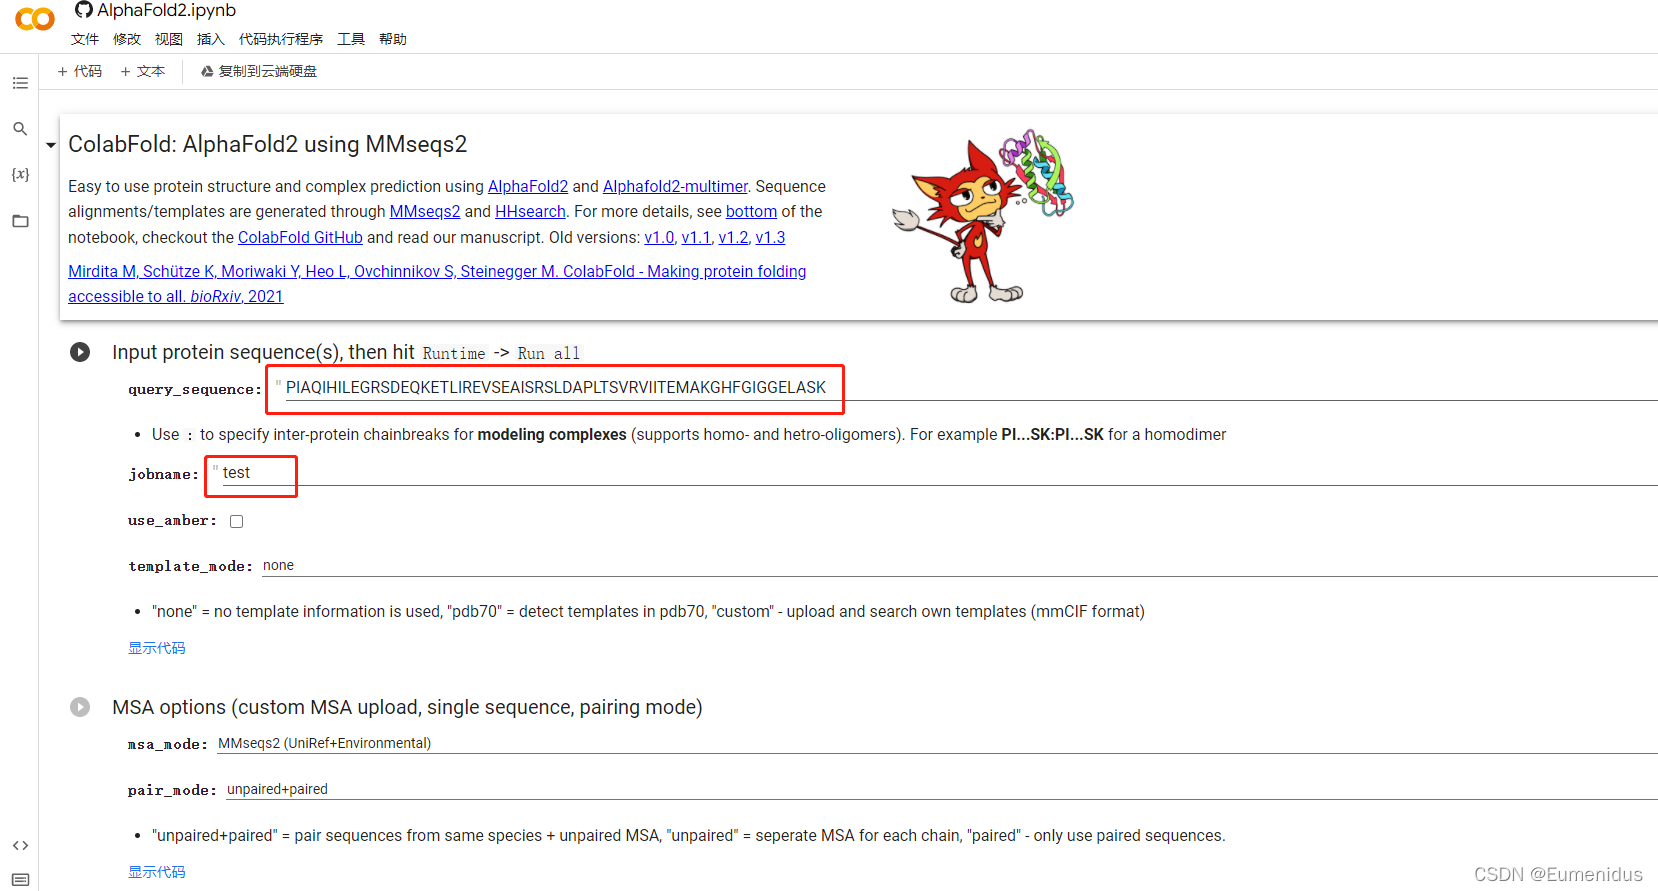 AlphaFold2.ipynb
文件 修改 视图 插入 代码执行程序 工具 帮助
+ 代码 + 文本 复制到云端硬盘
ColabFold: AlphaFold2 using MMseqs2
Easy to use protein structure and complex prediction using AlphaFold2 and Alphafold2-multimer. Sequence
alignments/templates are generated through MMseqs2 and HHsearch. For more details, see bottom of the
notebook, checkout the ColabFold GitHub and read our manuscript. Old versions: v1.0, v1.1, v1.2, v1.3
Mirdita M, Schütze K, Moriwaki Y, Heo L, Ovchinnikov S, Steinegger M. ColabFold - Making protein folding
accessible to all. bioRxiv, 2021
{x}
Input protein sequence(s), then hit Runtime -> Run all
query_sequence: " PIAQIHILEGRSDEQKETLIREVSEAISRSLDAPLTSVRVIITEMAKGHFGIGGELASK
• Use : to specify inter-protein chainbreaks for modeling complexes (supports homo- and hetro-oligomers). For example PI...SK:PI...SK for a homodimer
jobname: " test
use_amber:
template_mode: none
• "none" = no template information is used, "pdb70" = detect templates in pdb70, "custom" - upload and search own templates (mmCIF format)
显示代码
MSA options (custom MSA upload, single sequence, pairing mode)
msa_mode: MMseqs2 (UniRef+Environmental)
pair_mode: unpaired+paired
• "unpaired+paired" = pair sequences from same species + unpaired MSA, "unpaired" = seperate MSA for each chain, "paired" - only use paired sequences.
显示代码
CSDN @Eumenidus